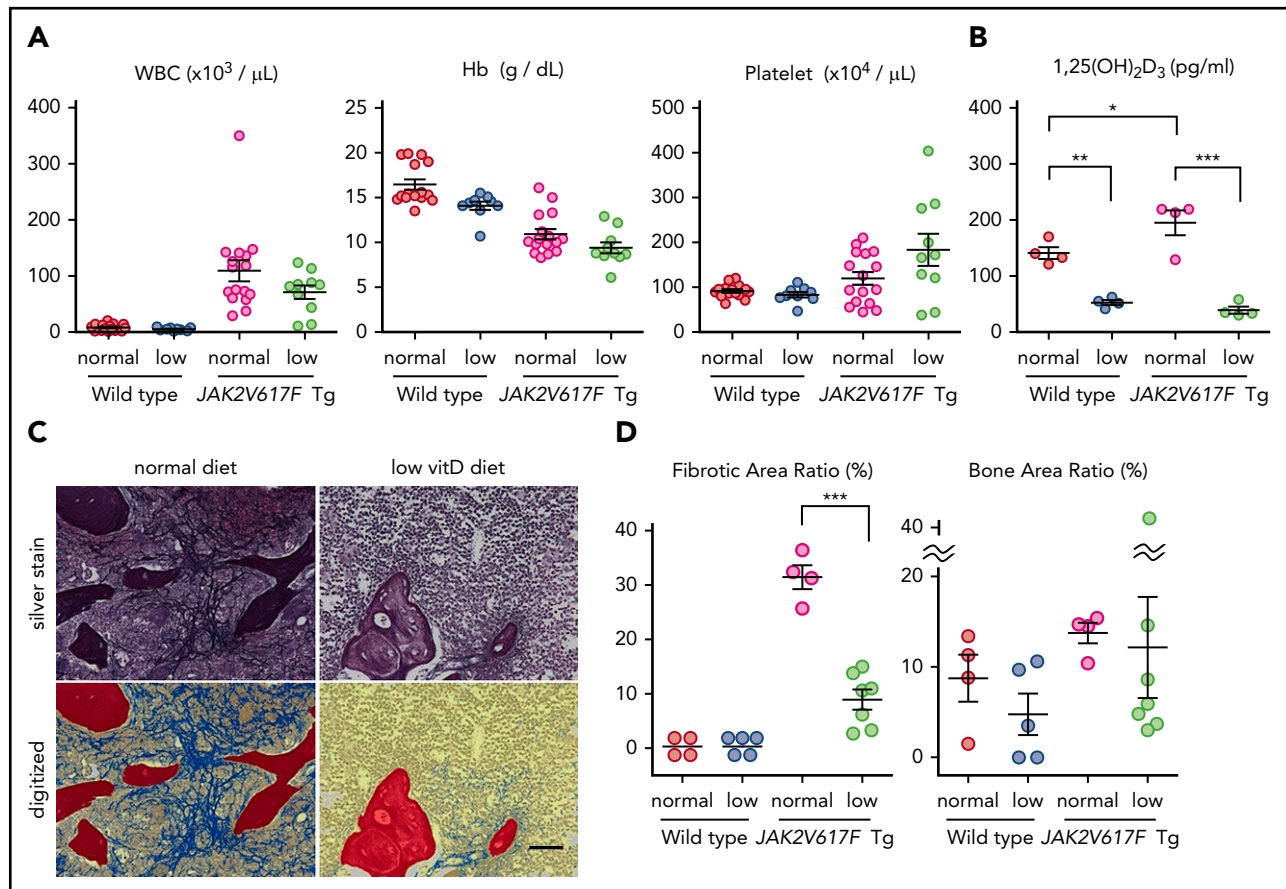 A
WBC (x10³ / μL)
400
300
200
100
0
normal low normal low
Wild type JAK2V617F Tg
Hb (g / dL)
25
20
15
10
5
0
normal low normal low
Wild type JAK2V617F Tg
Platelet (x10⁴ / μL)
500
400
300
200
100
0
normal low normal low
Wild type JAK2V617F Tg
B
1,25(OH)₂D₃ (pg/ml)
400
300
200
100
0
*
**
***
normal low normal low
Wild type JAK2V617F Tg
C
normal diet low vitD diet
silver stain
digitized
D
Fibrotic Area Ratio (%)
40
30
20
10
0
***
normal low normal low
Wild type JAK2V617F Tg
Bone Area Ratio (%)
40
20
10
0
normal low normal low
Wild type JAK2V617F Tg